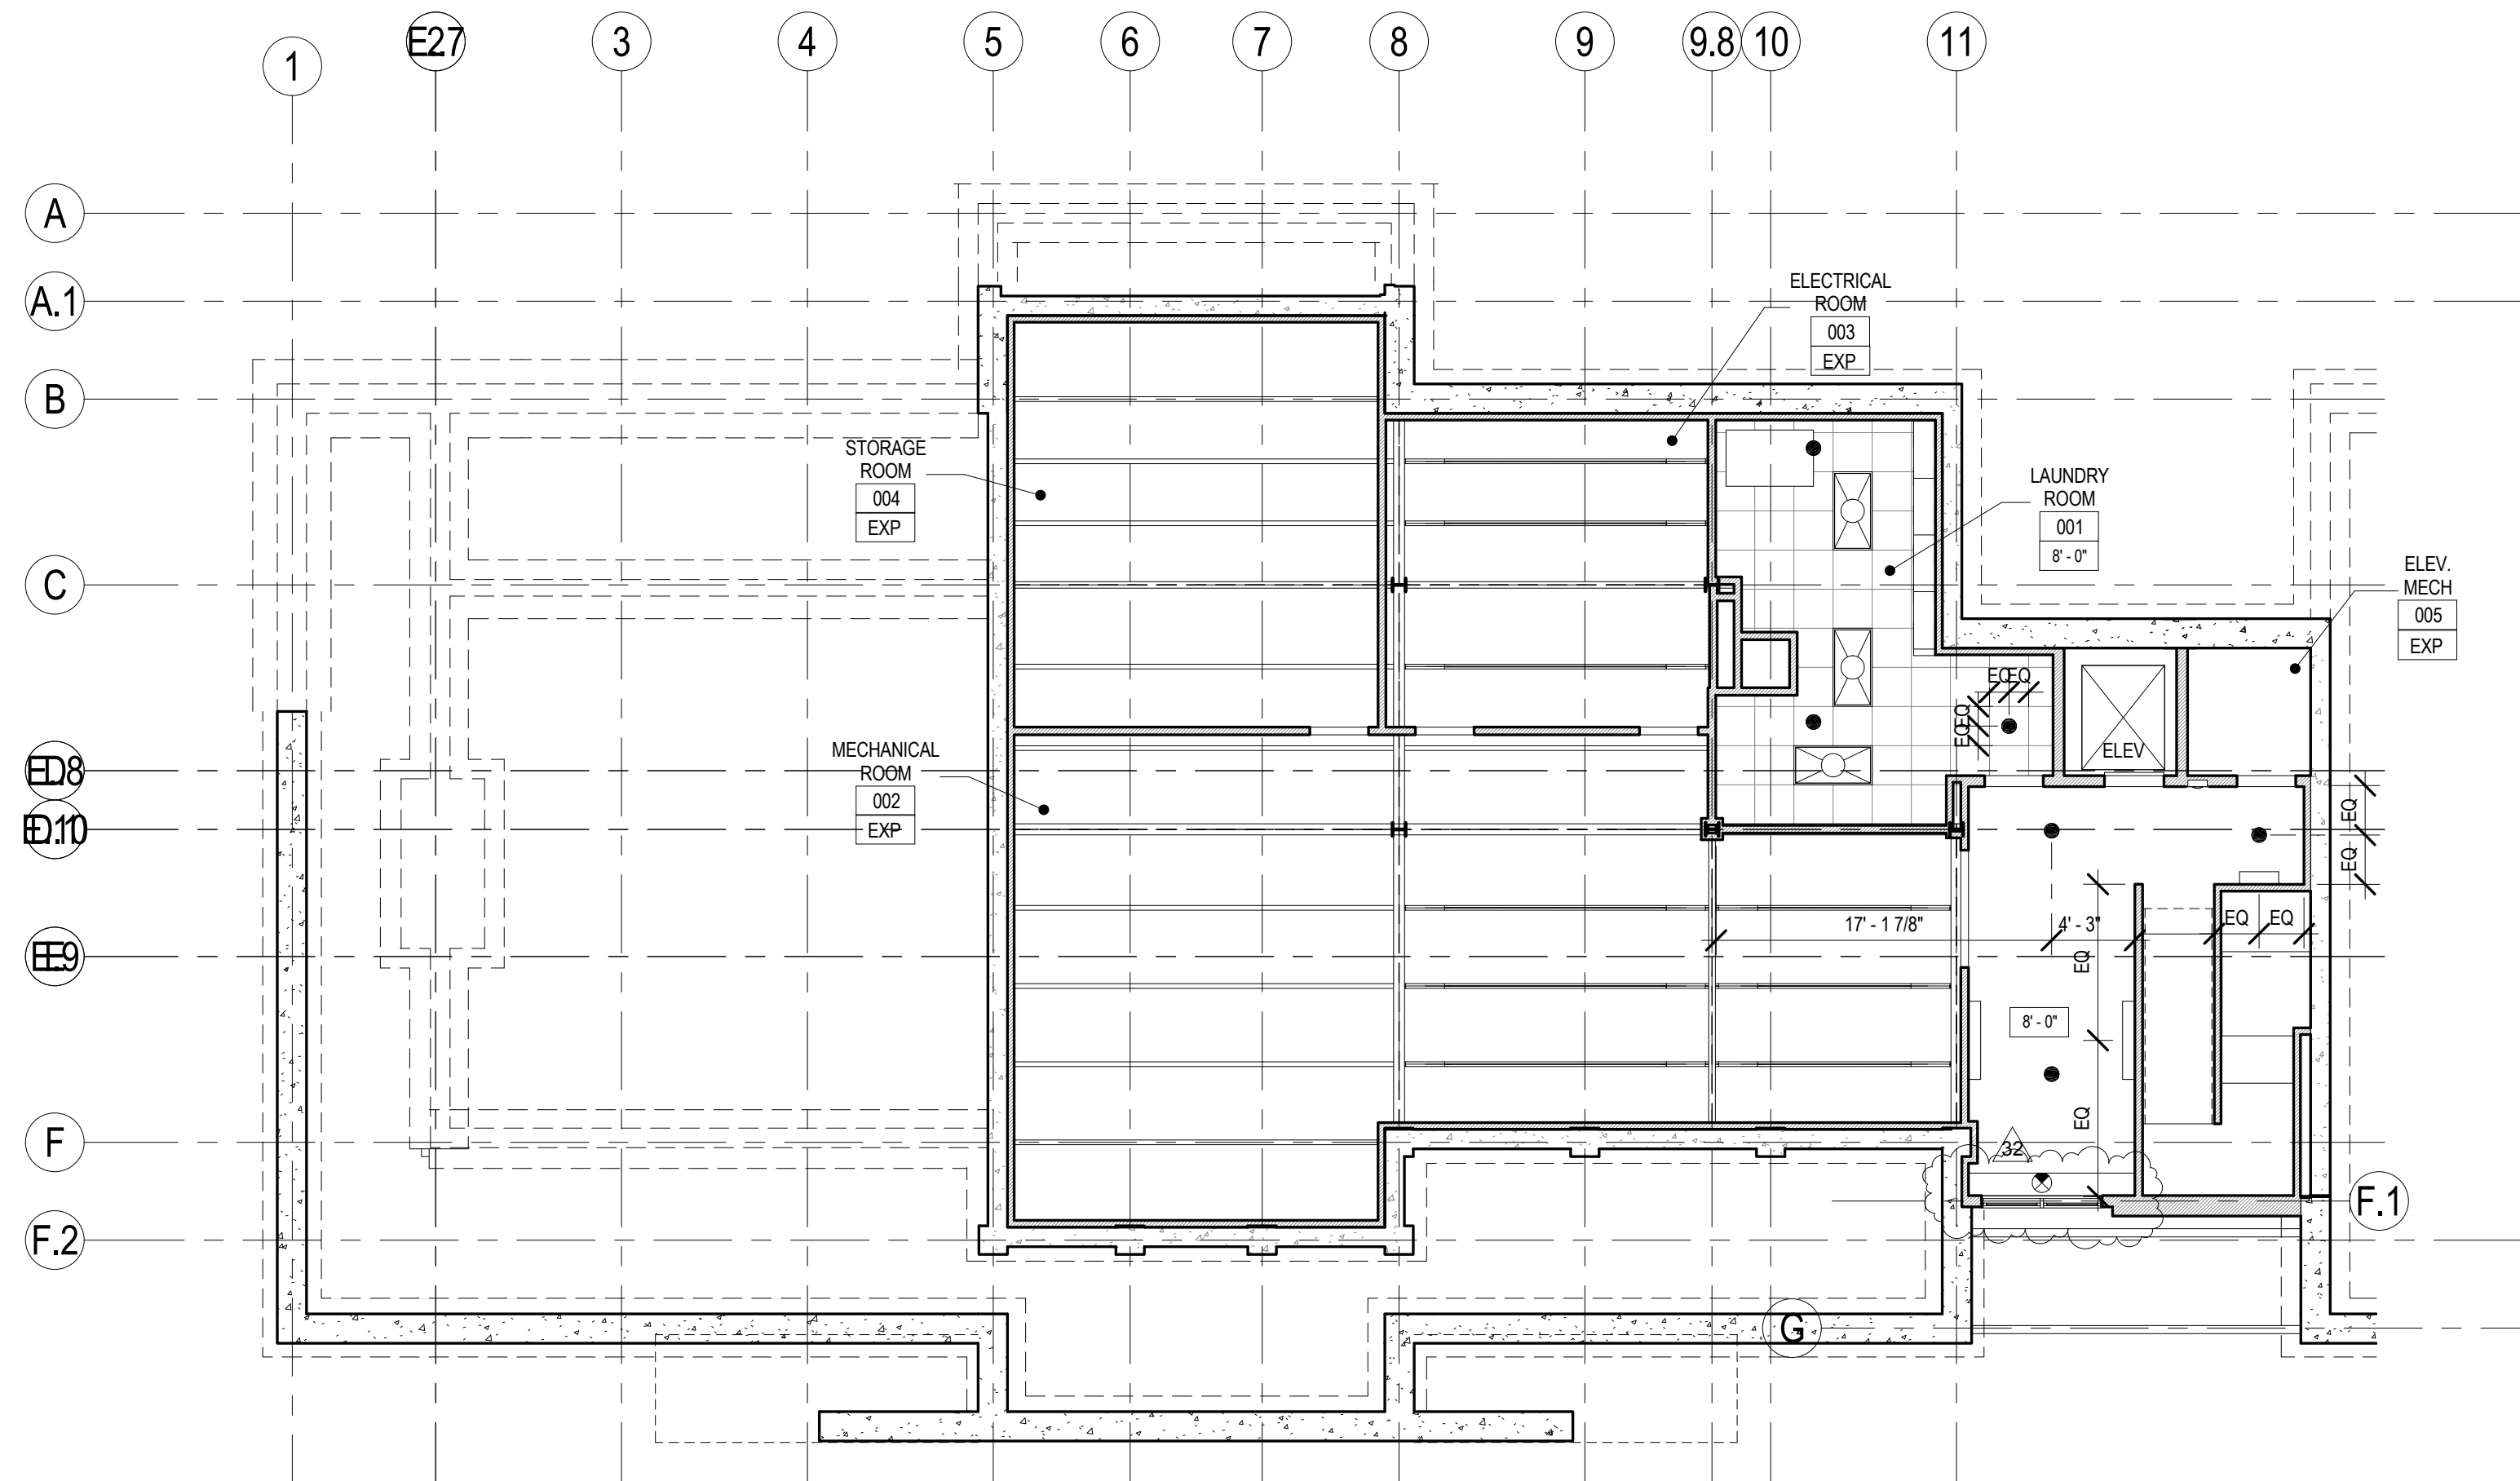 1
E2.7
3
4
5
6
7
8
9
9.8
10
11
A
A.1
B
C
F
F.2
F.1
G
ELECTRICAL
ROOM
003
EXP
STORAGE
ROOM
004
EXP
LAUNDRY
ROOM
001
8' - 0"
ELEV.
MECH
005
EXP
MECHANICAL
ROOM
002
EXP
ELEV
EQ
EQ
EQ
EQ
EQ
EQ
17' - 1 7/8"
4' - 3"
EQ
EQ
EQ
8' - 0"
EQ
32